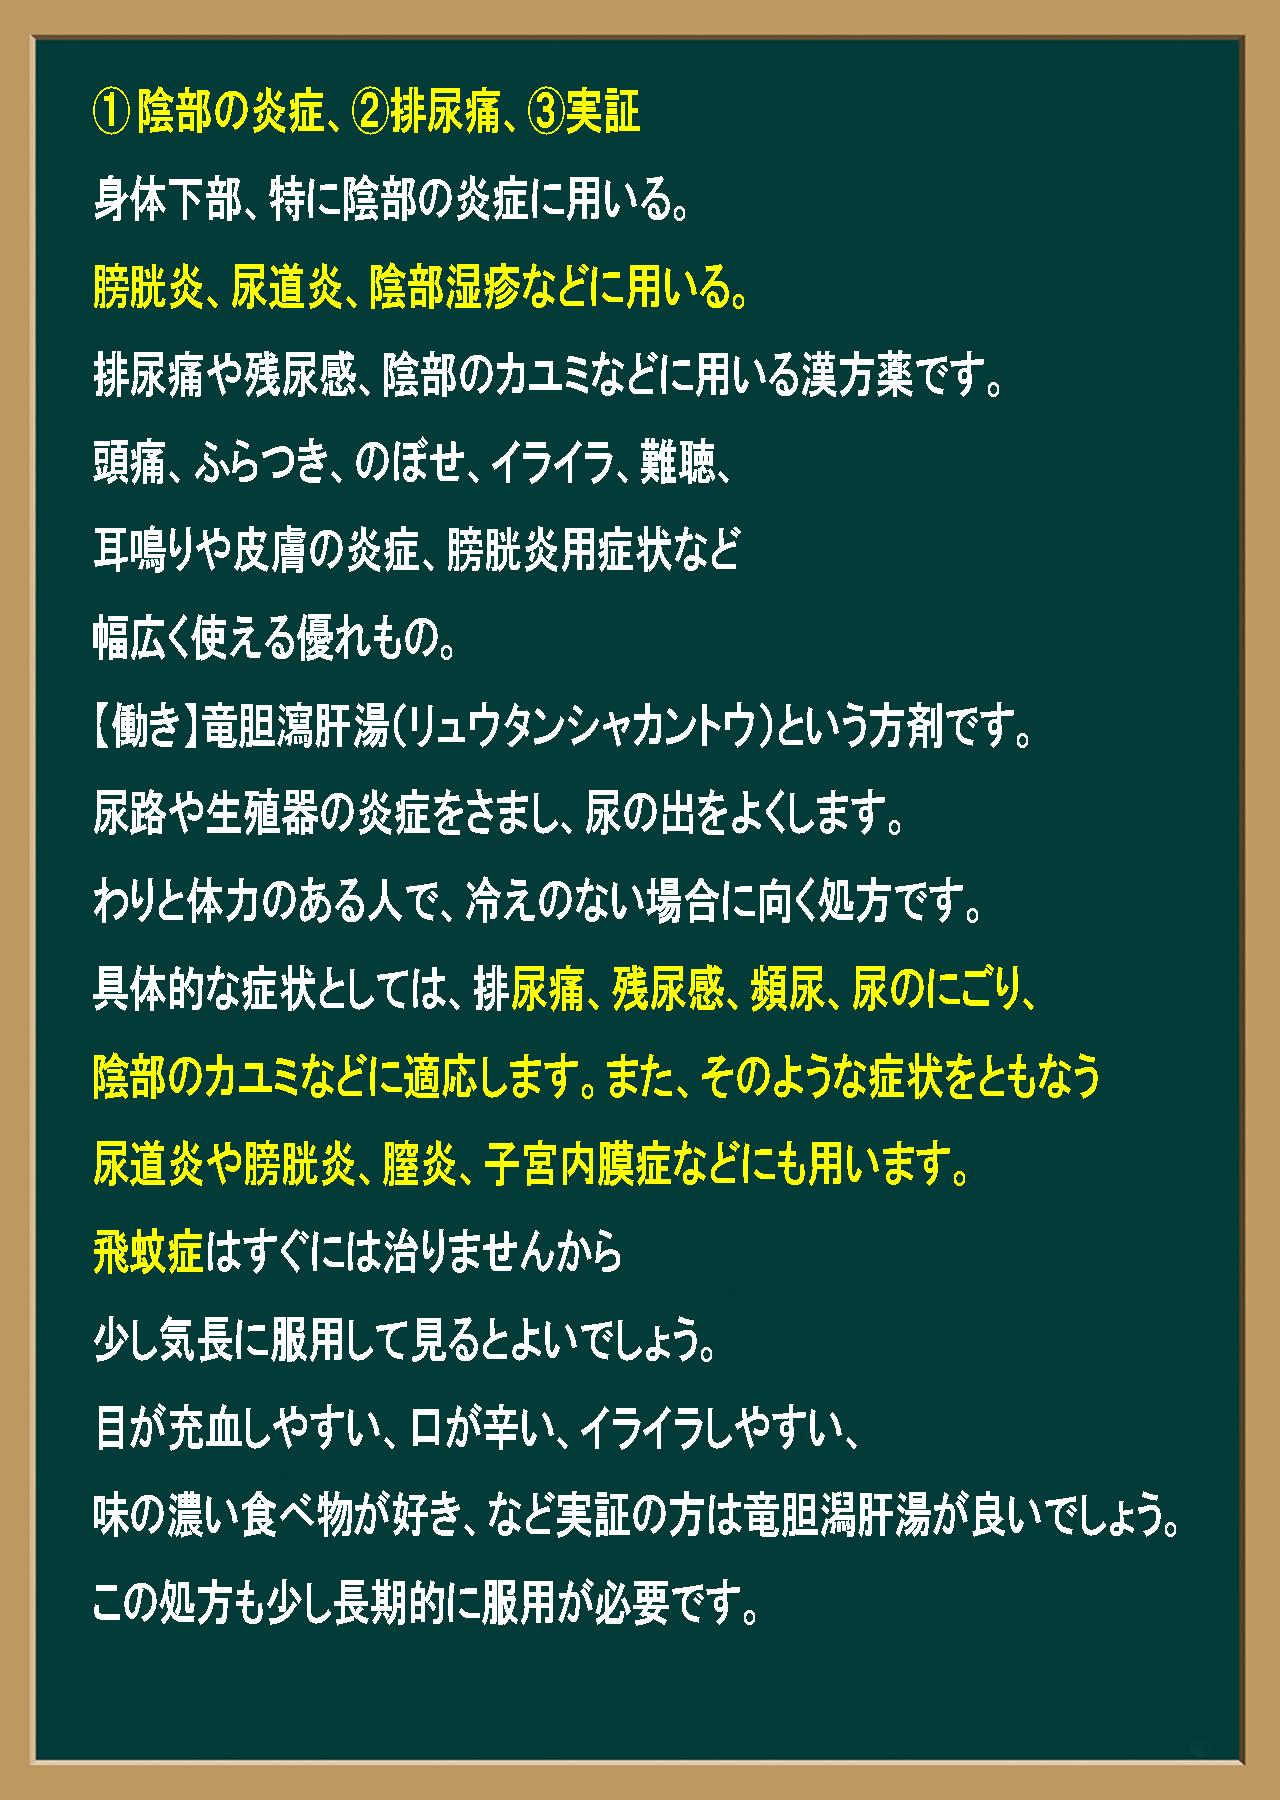 ①陰部の炎症、②排尿痛、③実証
身体下部、特に陰部の炎症に用いる。
膀胱炎、尿道炎、陰部湿疹などに用いる。
排尿痛や残尿感、陰部のカユミなどに用いる漢方薬です。
頭痛、ふらつき、のぼせ、イライラ、難聴、
耳鳴りや皮膚の炎症、膀胱炎用症状など
幅広く使える優れもの。
【働き】竜胆瀉肝湯（リュウタンシャカントウ）という方剤です。
尿路や生殖器の炎症をさまし、尿の出をよくします。
わりと体力のある人で、冷えのない場合に向く処方です。
具体的な症状としては、排尿痛、残尿感、頻尿、尿のにごり、
陰部のカユミなどに適応します。また、そのような症状をともなう
尿道炎や膀胱炎、膣炎、子宮内膜症などにも用います。
飛蚊症はすぐには治りませんから
少し気長に服用して見るとよいでしょう。
目が充血しやすい、口が辛い、イライラしやすい、
味の濃い食べ物が好き、など実証の方は竜胆潟肝湯が良いでしょう。
この処方も少し長期的に服用が必要です。